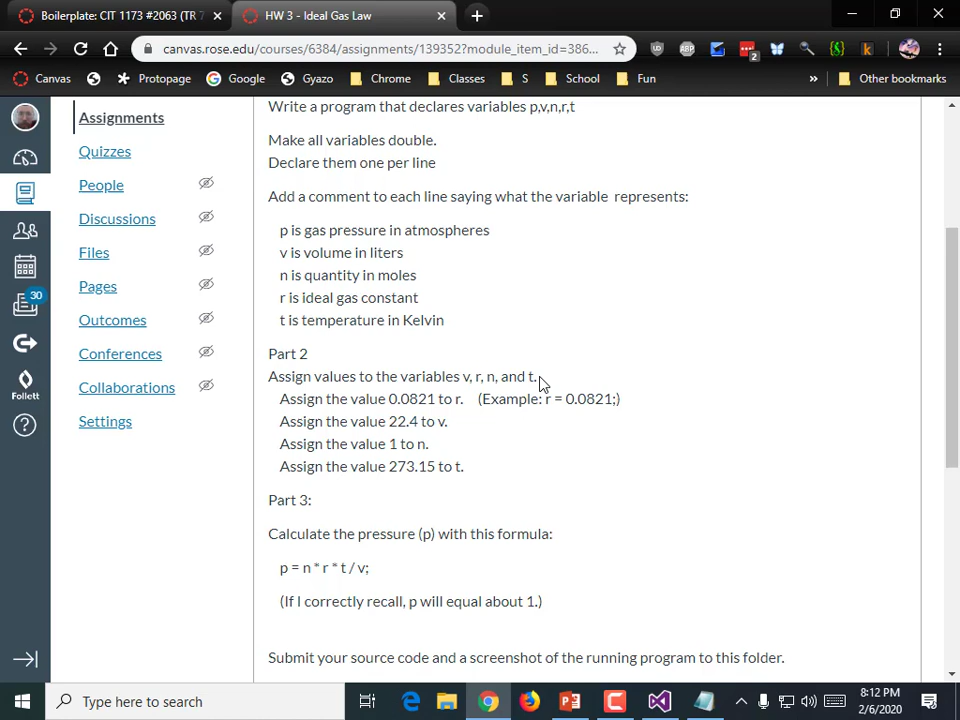 Boilerplate: CIT 1173 #2063 (TR 7
HW 3 - Ideal Gas Law
canvas.rose.edu/courses/6384/assignments/139352?module_item_id=386...
Canvas
Protopage
Google
Gyazo
Chrome
Classes
S
School
Fun
»
Other bookmarks
2
30
Follett
Assignments
Quizzes
People
Discussions
Files
Pages
Outcomes
Conferences
Collaborations
Settings
Write a program that declares variables p,v,n,r,t
Make all variables double.
Declare them one per line
Add a comment to each line saying what the variable represents:
p is gas pressure in atmospheres
v is volume in liters
n is quantity in moles
r is ideal gas constant
t is temperature in Kelvin
Part 2
Assign values to the variables v, r, n, and t.
Assign the value 0.0821 to r. (Example: r = 0.0821;)
Assign the value 22.4 to v.
Assign the value 1 to n.
Assign the value 273.15 to t.
Part 3:
Calculate the pressure (p) with this formula:
p = n * r * t / v;
(If I correctly recall, p will equal about 1.)
Submit your source code and a screenshot of the running program to this folder.
Type here to search
8:12 PM
2/6/2020